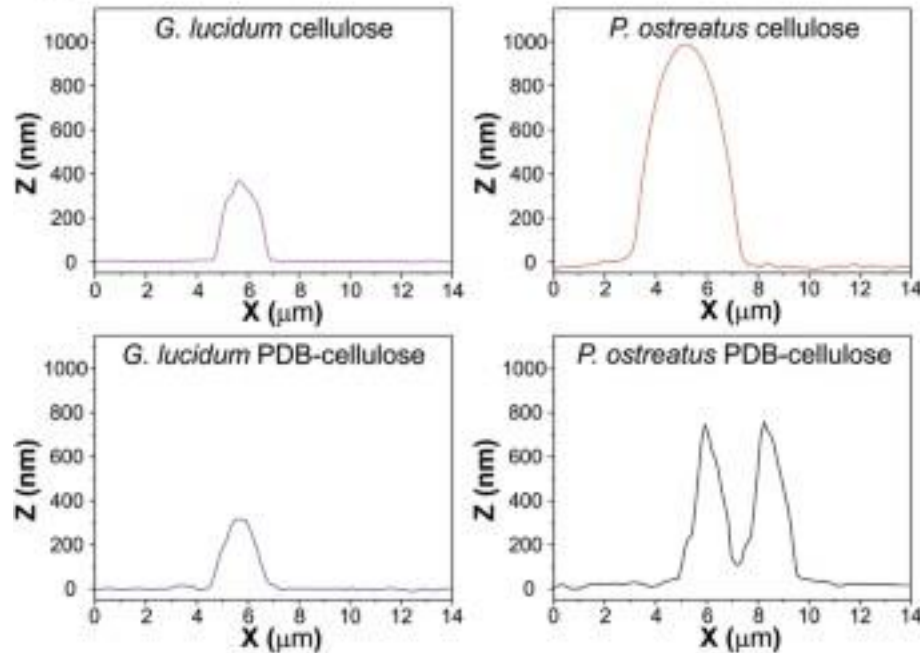 G. lucidum cellulose
1000
800
600
400
200
0
Z (nm)
0 2 4 6 8 10 12 14
X (μm)
P. ostreatus cellulose
1000
800
600
400
200
0
Z (nm)
0 2 4 6 8 10 12 14
X (μm)
G. lucidum PDB-cellulose
1000
800
600
400
200
0
Z (nm)
0 2 4 6 8 10 12 14
X (μm)
P. ostreatus PDB-cellulose
1000
800
600
400
200
0
Z (nm)
0 2 4 6 8 10 12 14
X (μm)